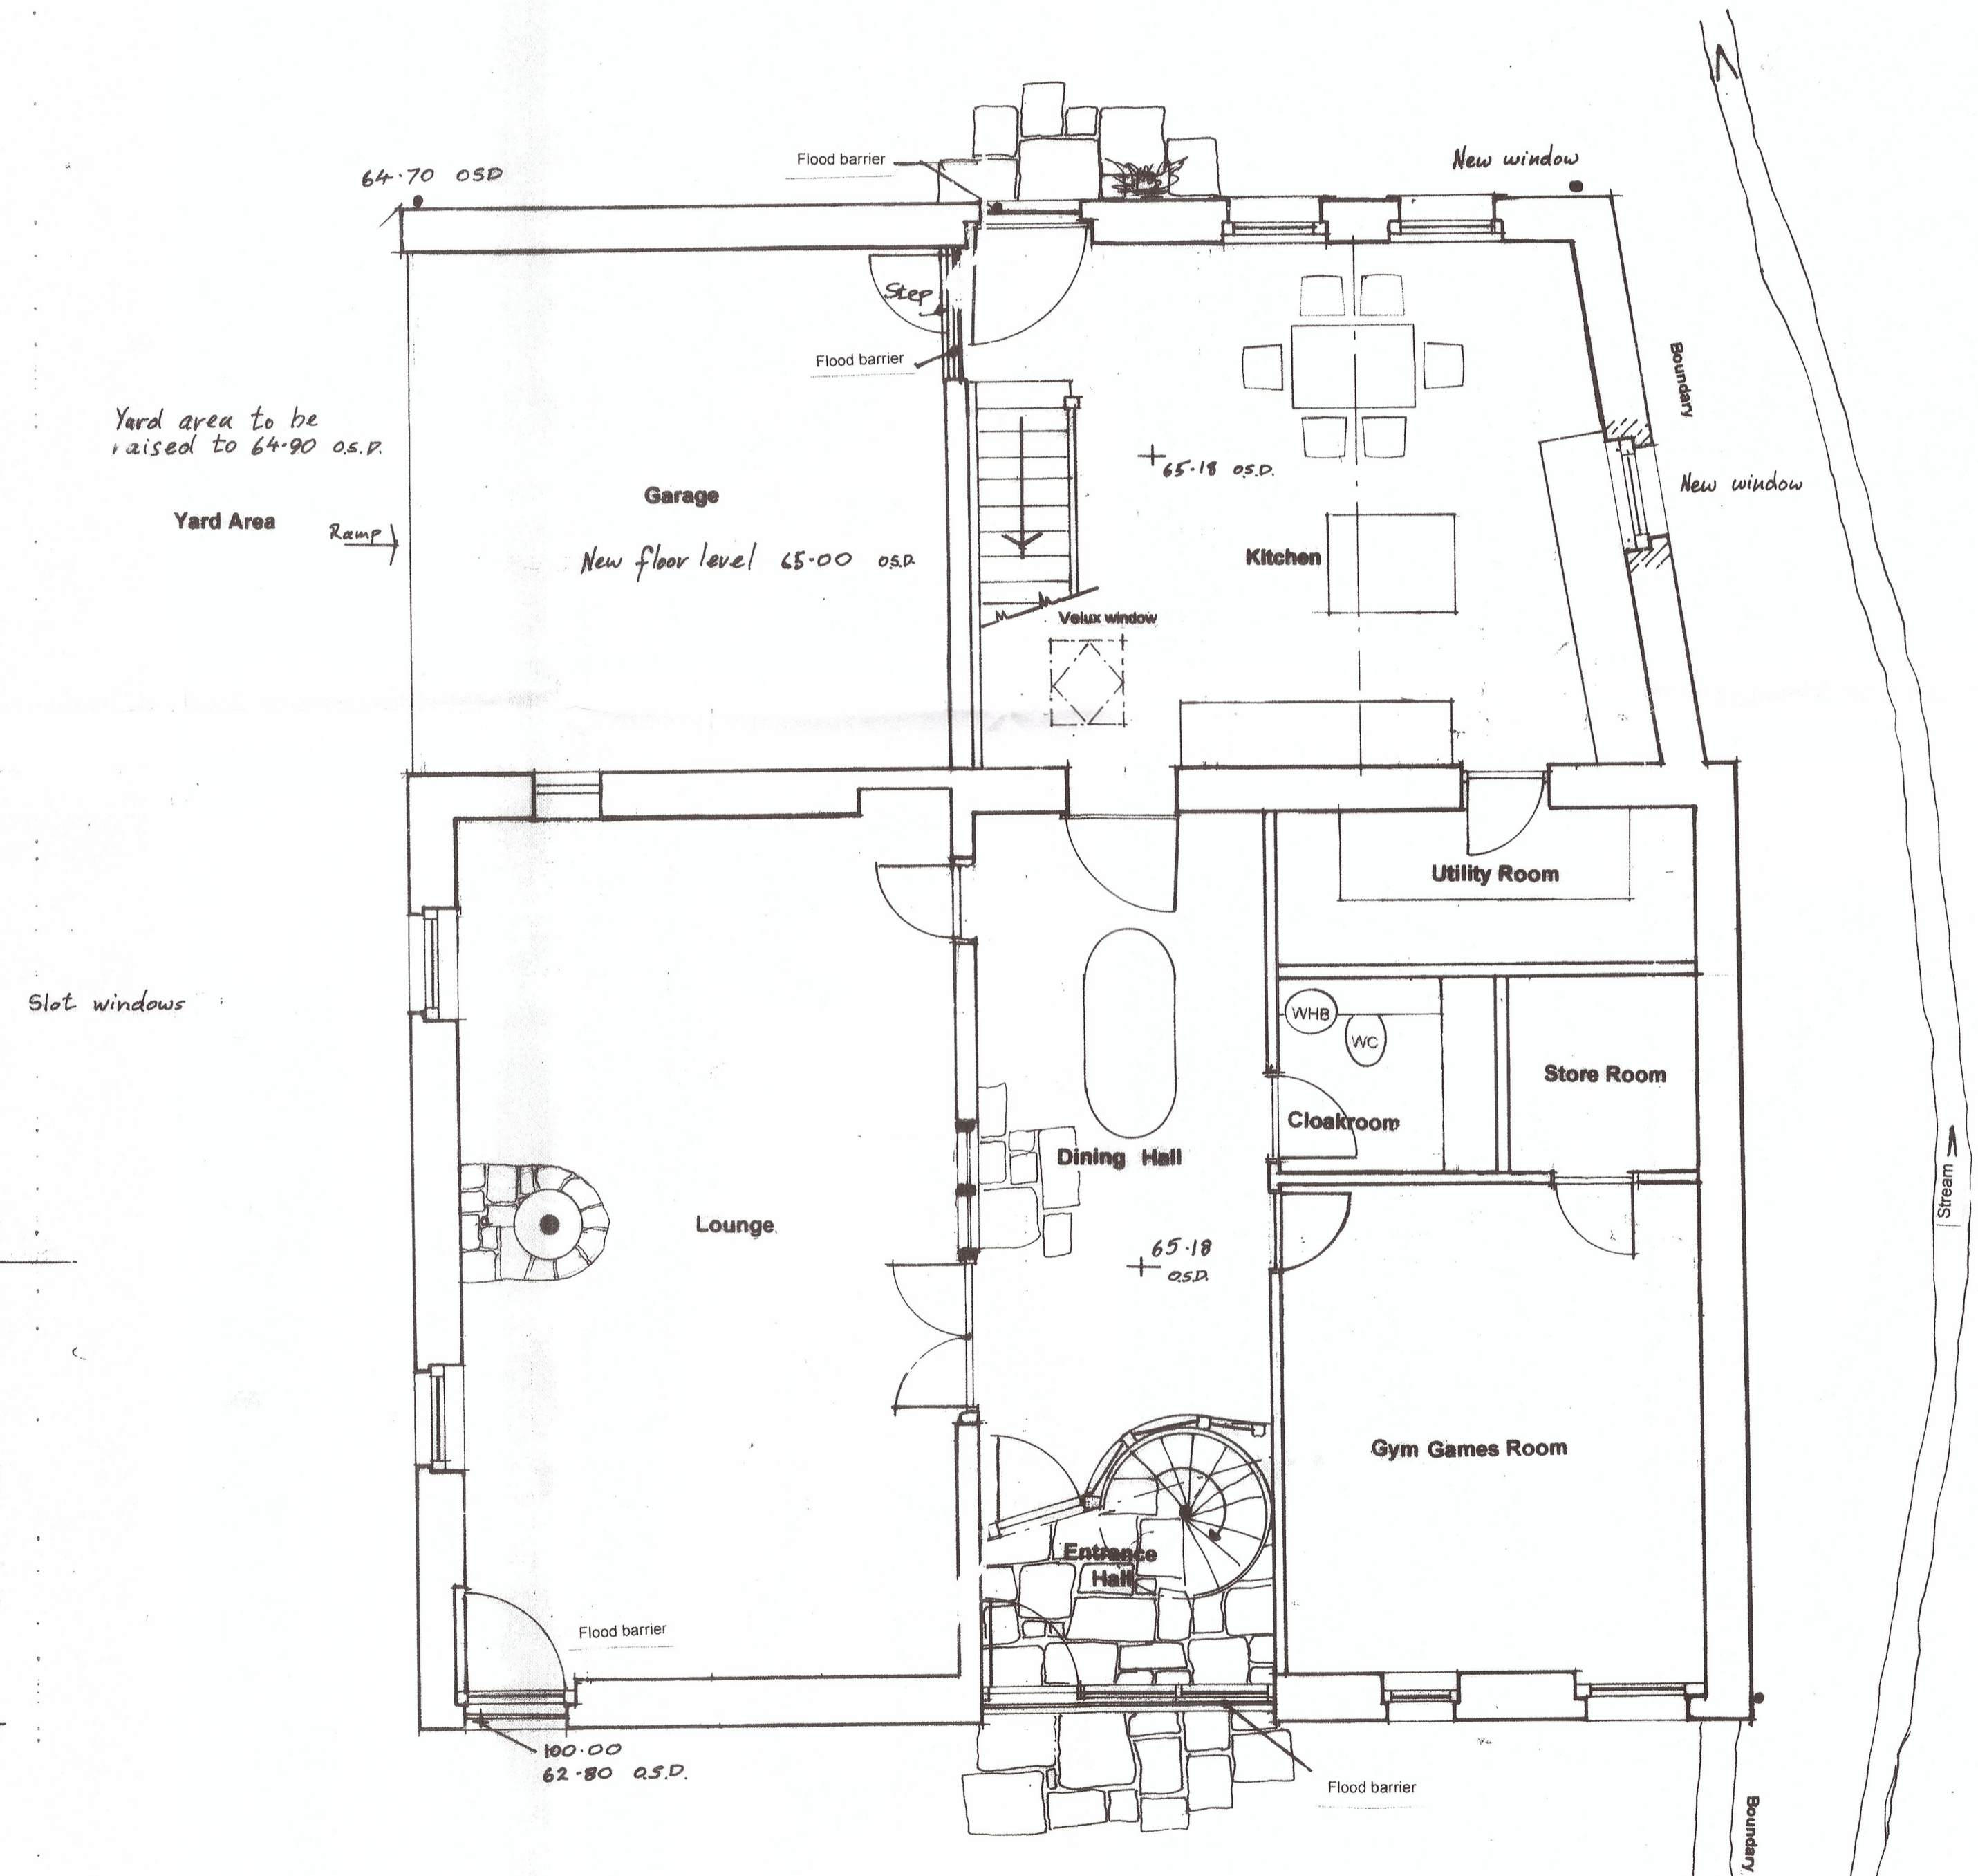 New window
Flood barrier
64.70 OSD
Step
Flood barrier
Boundary
Yard area to be
raised to 64.90 O.S.D.
65.18 O.S.D.
New window
Garage
Yard Area
Ramp
New floor level 65.00 O.S.D.
Kitchen
Velux window
Utility Room
Slot windows
WHB
WC
Store Room
Cloakroom
Dining Hall
Stream
Lounge
65.18
O.S.D.
Gym Games Room
Entrance
Hall
Flood barrier
100.00
62.80 O.S.D.
Flood barrier
Boundary